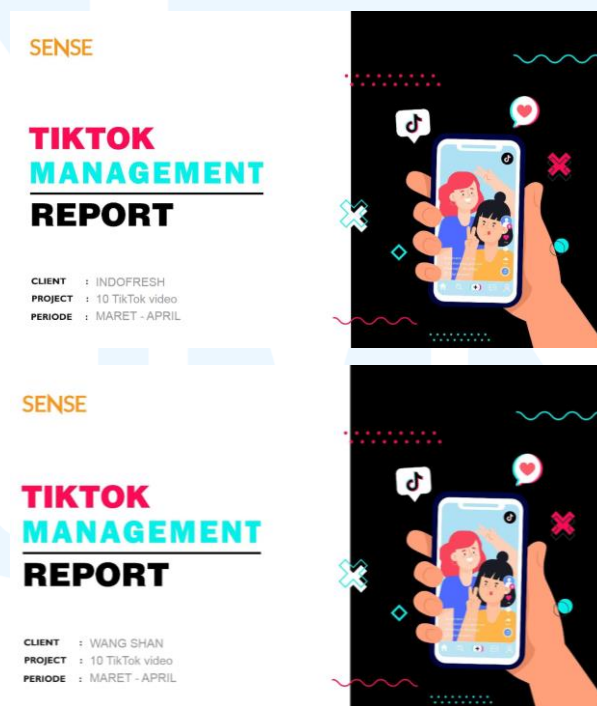 SENSE
TIKTOK
MANAGEMENT
REPORT
CLIENT : INDOFRESH
PROJECT : 10 TikTok video
PERIODE : MARET - APRIL
SENSE
TIKTOK
MANAGEMENT
REPORT
CLIENT : WANG SHAN
PROJECT : 10 TikTok video
PERIODE : MARET - APRIL